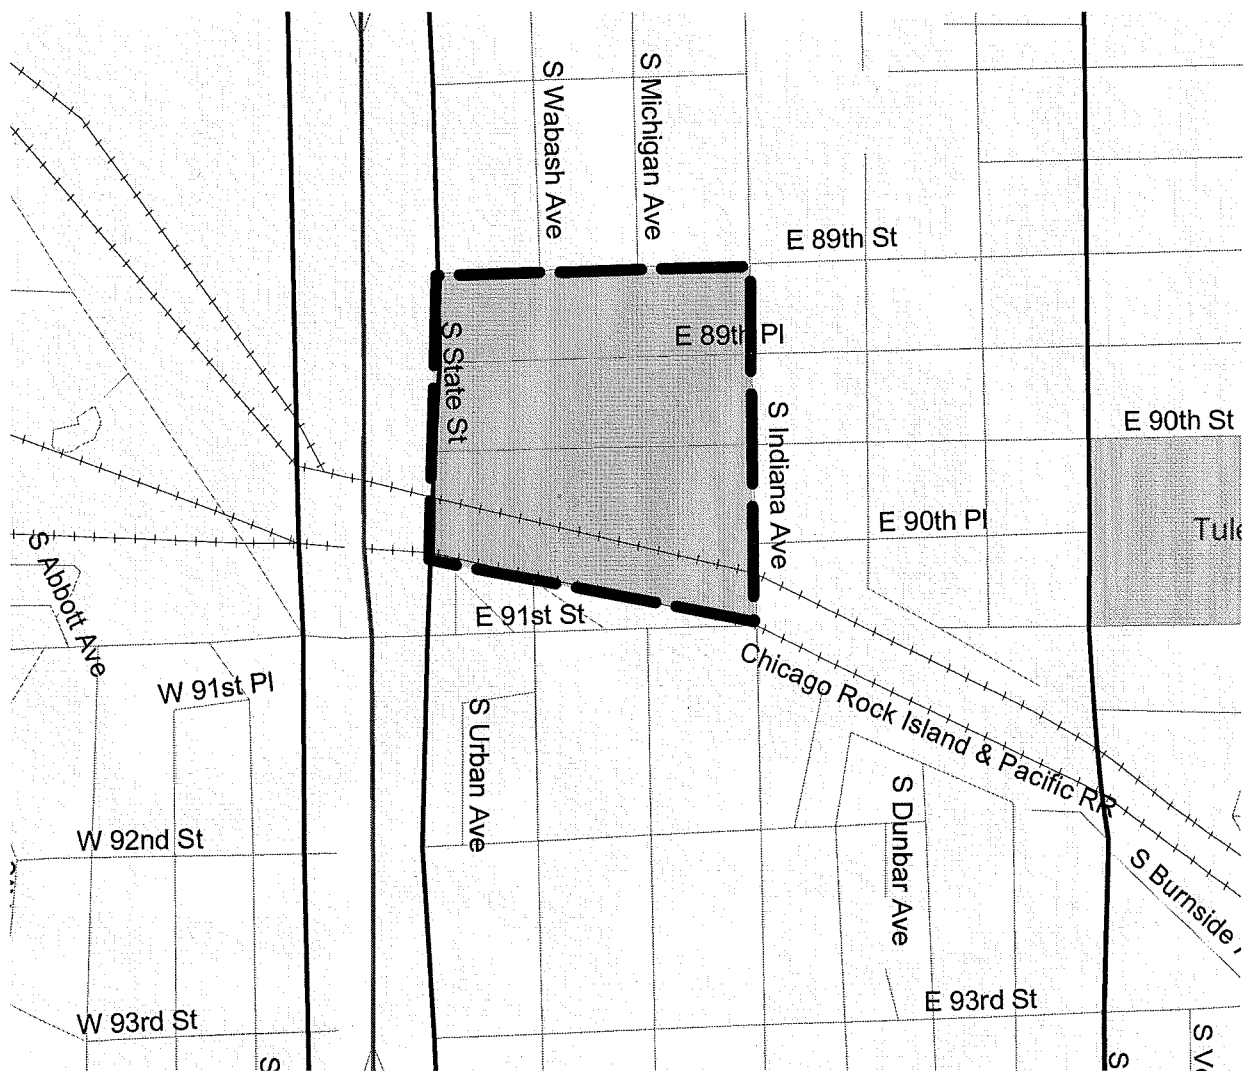 S Wabash Ave
S Michigan Ave
E 89th St
S State St
E 89th Pl
S Indiana Ave
E 90th St
E 90th Pl
S Abbott Ave
E 91st St
W 91st Pl
Chicago Rock Island & Pacific RR
S Urban Ave
S Dunbar Ave
W 92nd St
S Burnside
E 93rd St
W 93rd St
S
S